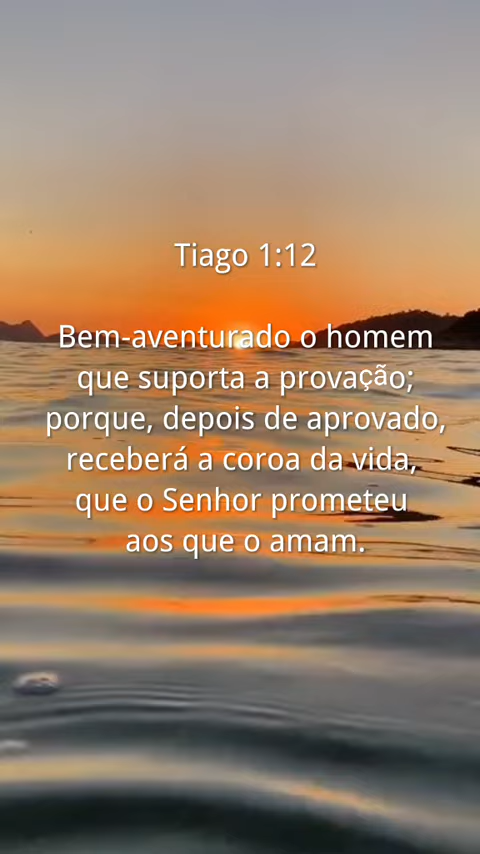 Tiago 1:12
Bem-aventurado o homem
que suporta a provação;
porque, depois de aprovado,
receberá a coroa da vida,
que o Senhor prometeu
aos que o amam.